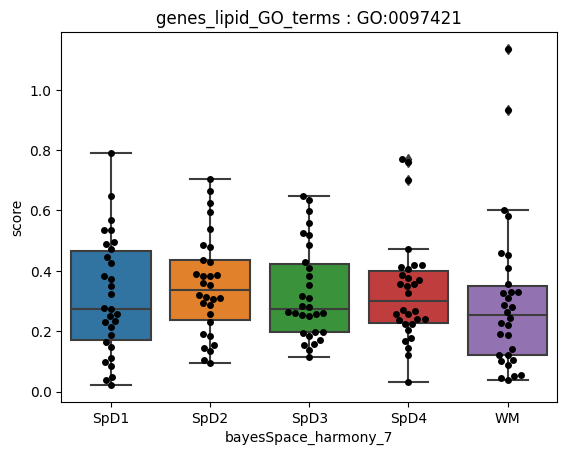 genes_lipid_GO_terms : GO:0097421
score
1.0
0.8
0.6
0.4
0.2
0.0
SpD1 SpD2 SpD3 SpD4 WM
bayesSpace_harmony_7